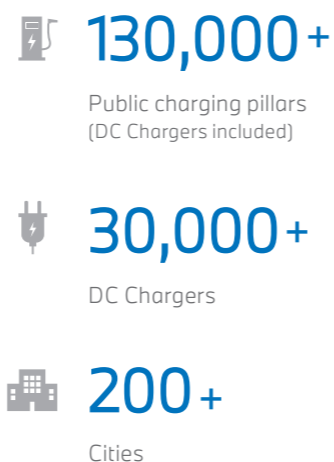 130,000+
Public charging pillars
(DC Chargers included)
30,000+
DC Chargers
200+
Cities